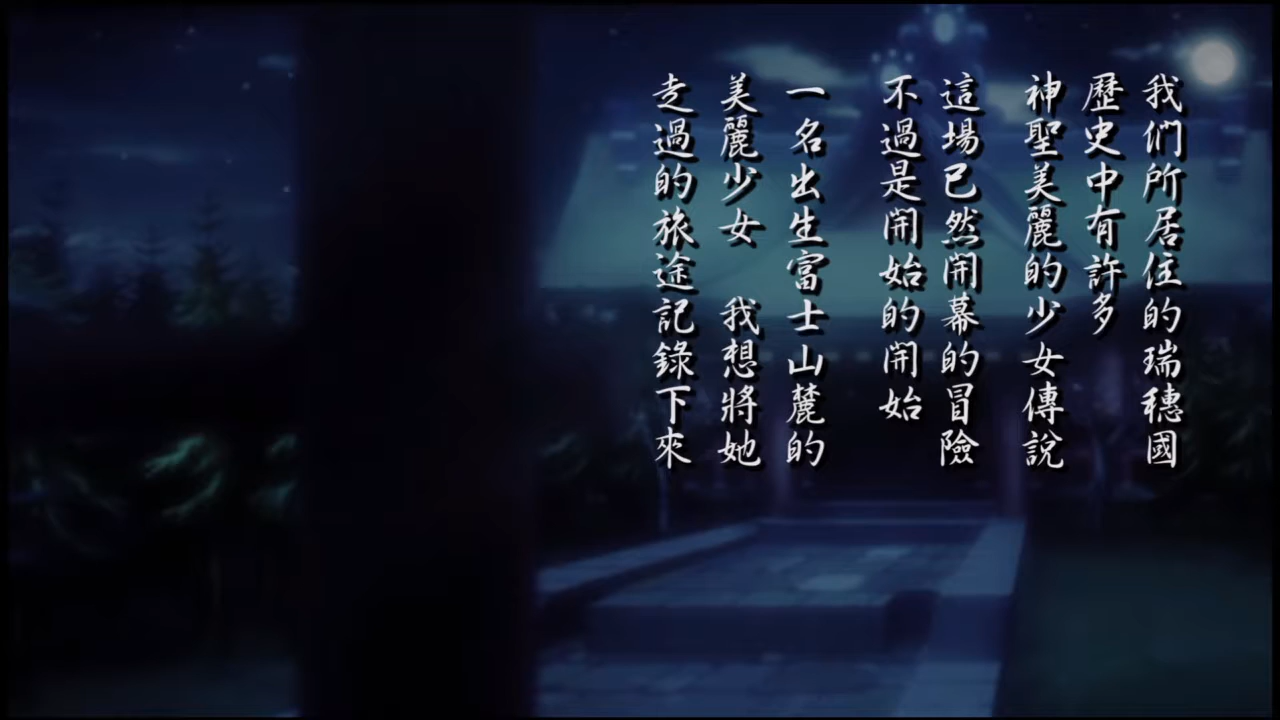 我們所居住的瑞穗國
歷史中有許多
神聖美麗的少女傳說
這場已然開幕的冒險
不過是開始的開始
一名出生富士山麓的
美麗少女　我想將她
走過的旅途記錄下來